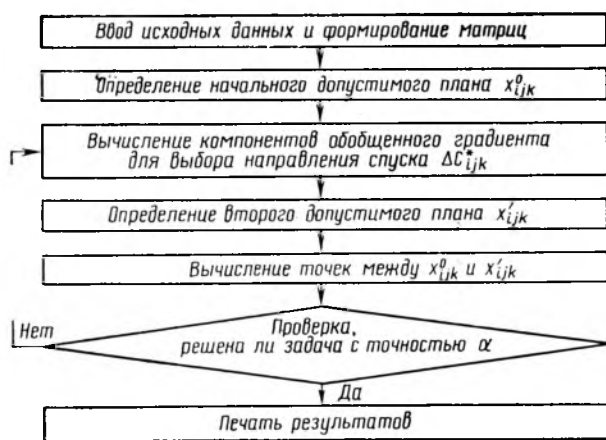 Ввод исходных данных и формирование матриц
Определение начального допустимого плана x⁰ijk
Вычисление компонентов обобщенного градиента
для выбора направления спуска ΔC*ijk
Определение второго допустимого плана x′ijk
Вычисление точек между x⁰ijk и x′ijk
Нет
Проверка,
решена ли задача с точностью α
Да
Печать результатов